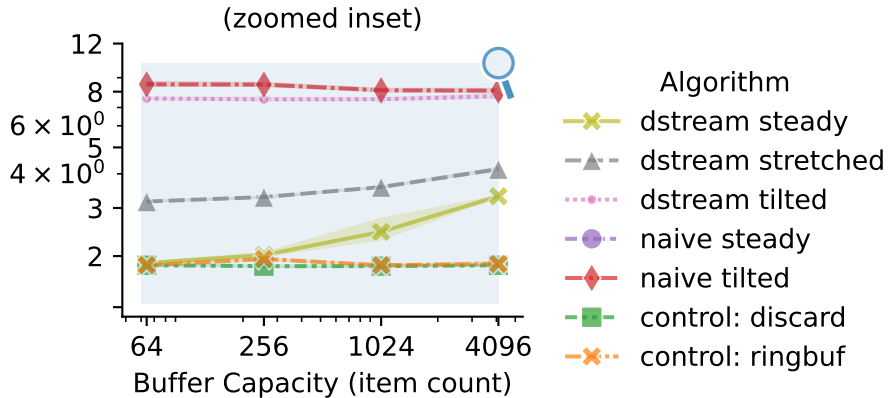 (zoomed inset)
12
8
6 × 10⁰
5
4 × 10⁰
3
2
64 256 1024 4096
Buffer Capacity (item count)
Algorithm
dstream steady
dstream stretched
dstream tilted
naive steady
naive tilted
control: discard
control: ringbuf